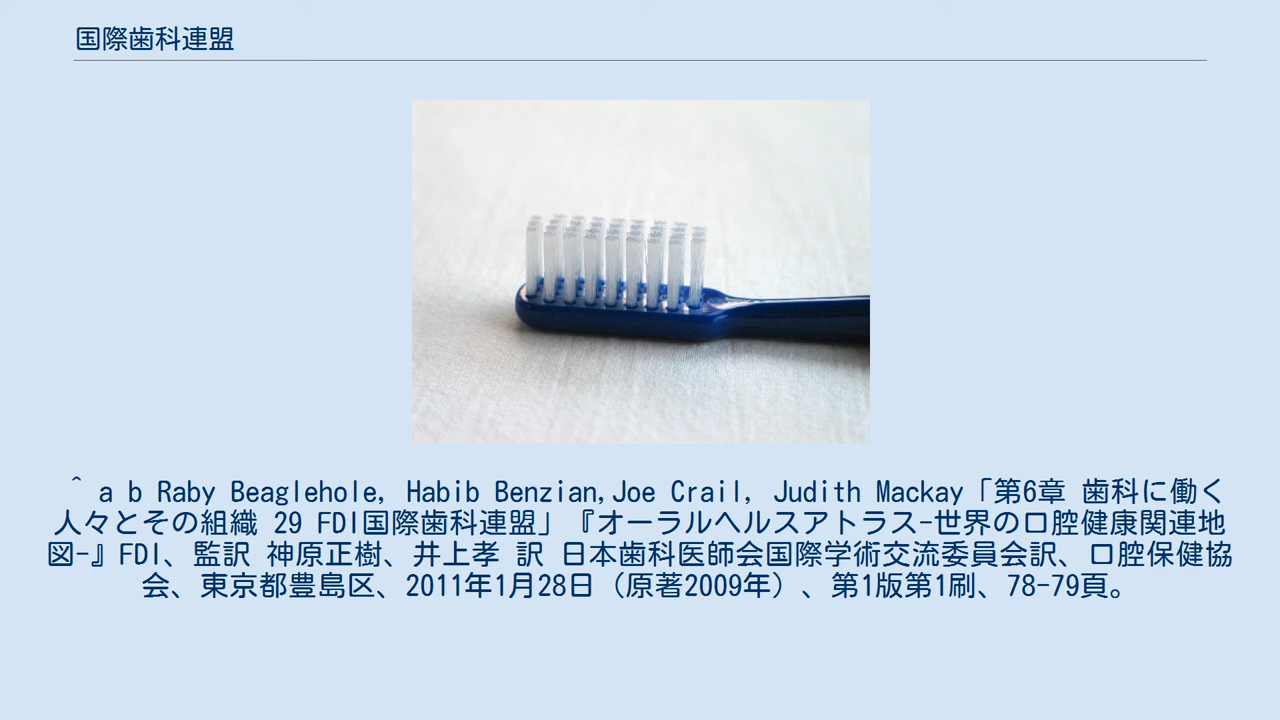 国際歯科連盟
^ a b Raby Beaglehole, Habib Benzian,Joe Crail, Judith Mackay「第6章 歯科に働く
人々とその組織 29 FDI国際歯科連盟」『オーラルヘルスアトラス-世界の口腔健康関連地
図-』FDI、監訳 神原正樹、井上孝 訳 日本歯科医師会国際学術交流委員会訳、口腔保健協
会、東京都豊島区、2011年1月28日（原著2009年）、第1版第1刷、78-79頁。